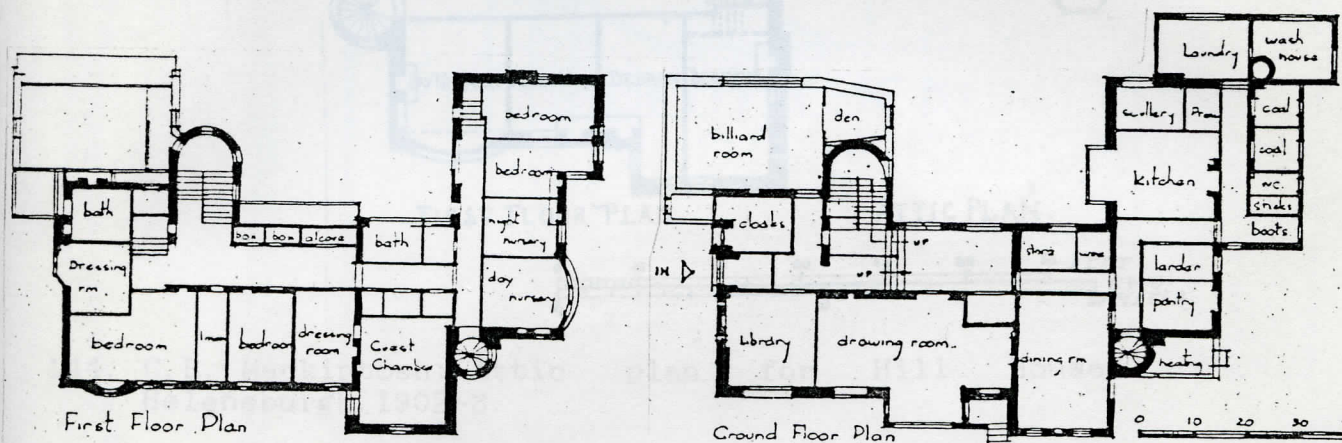 bedroom
bedroom
night
nursery
day
nursery
bath
Dressing
rm.
box
box
alcove
bath
bedroom
bedroom
dressing
room
Guest
Chamber
First Floor Plan
Laundry
wash
house
billiard
room
den
scullery
coal
coal
Kitchen
w.c.
sticks
boots.
cloaks
IN
UP
UP
larder
pantry
Library
drawing room
dining rm
Ground Floor Plan
0 10 20 30